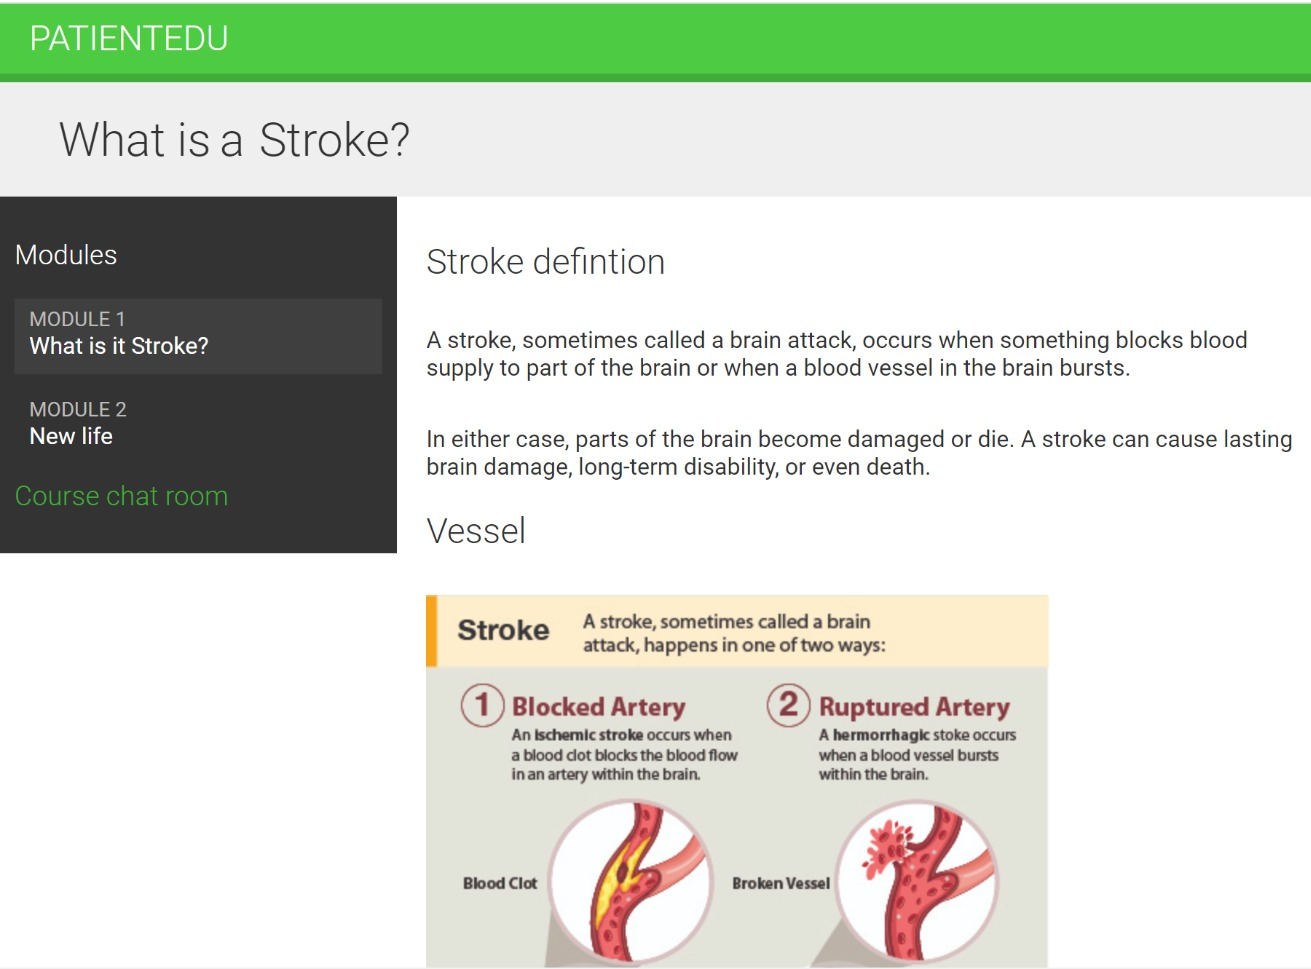 PATIENTEDU
What is a Stroke?
Modules
MODULE 1
What is it Stroke?
MODULE 2
New life
Course chat room
Stroke defintion
A stroke, sometimes called a brain attack, occurs when something blocks blood
supply to part of the brain or when a blood vessel in the brain bursts.
In either case, parts of the brain become damaged or die. A stroke can cause lasting
brain damage, long-term disability, or even death.
Vessel
Stroke
A stroke, sometimes called a brain
attack, happens in one of two ways:
1 Blocked Artery
An ischemic stroke occurs when
a blood clot blocks the blood flow
in an artery within the brain.
Blood Clot
2 Ruptured Artery
A hemorrhagic stoke occurs
when a blood vessel bursts
within the brain.
Broken Vessel